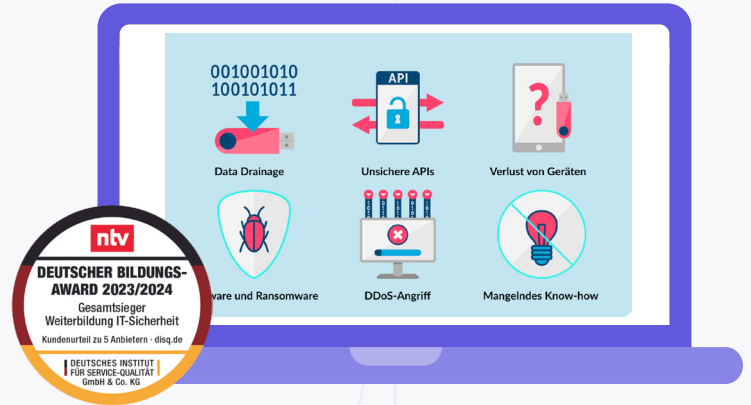 001001010
100101011
API
?
Data Drainage
Unsichere APIs
Verlust von Geräten
ware und Ransomware
DDoS-Angriff
Mangelndes Know-how
ntv
DEUTSCHER BILDUNGS-
AWARD 2023/2024
Gesamtsieger
Weiterbildung IT-Sicherheit
Kundenurteil zu 5 Anbietern · disq.de
DEUTSCHES INSTITUT
FÜR SERVICE-QUALITÄT
GmbH & Co. KG